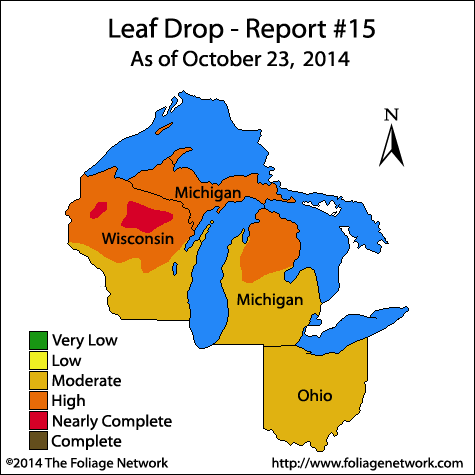 Leaf Drop - Report #15
As of October 23, 2014
N
Michigan
Wisconsin
Michigan
Ohio
Very Low
Low
Moderate
High
Nearly Complete
Complete
©2014 The Foliage Network
http://www.foliagenetwork.com